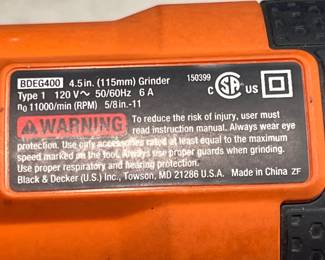 BDEG400 4.5 in. (115mm) Grinder 150399
Type 1 120 V~ 50/60Hz 6 A
n0 11000/min (RPM) 5/8 in.-11
C SA US
WARNING To reduce the risk of injury, user must
read instruction manual. Always wear eye
protection. Use only accessories rated at least equal to the maximum
speed marked on the tool. Always use proper guards when grinding.
Use proper respiratory and hearing protection.
Black & Decker (U.S.) Inc., Towson, MD 21286 U.S.A. Made in China ZF